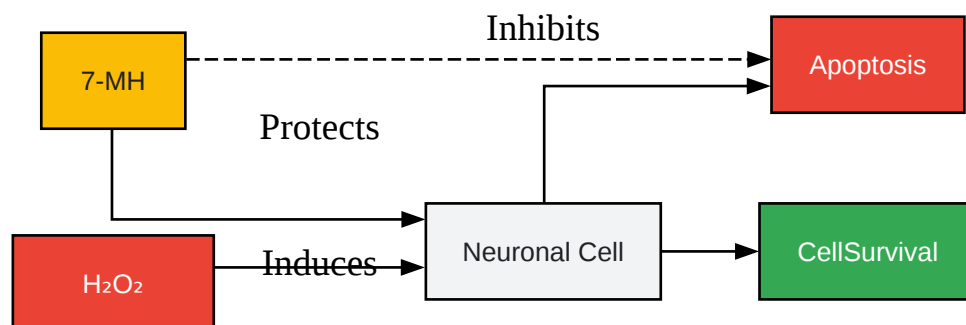 Inhibits
7-MH
Apoptosis
Protects
Neuronal Cell
CellSurvival
Induces
H₂O₂